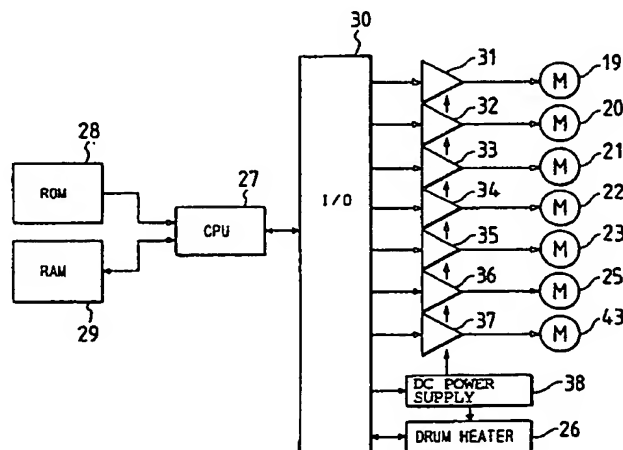 30
31
M
19
32
M
20
28
33
M
21
ROM
27
I/O
34
M
22
CPU
35
M
23
RAM
36
M
25
29
37
M
43
DC POWER
SUPPLY
38
DRUM HEATER
26